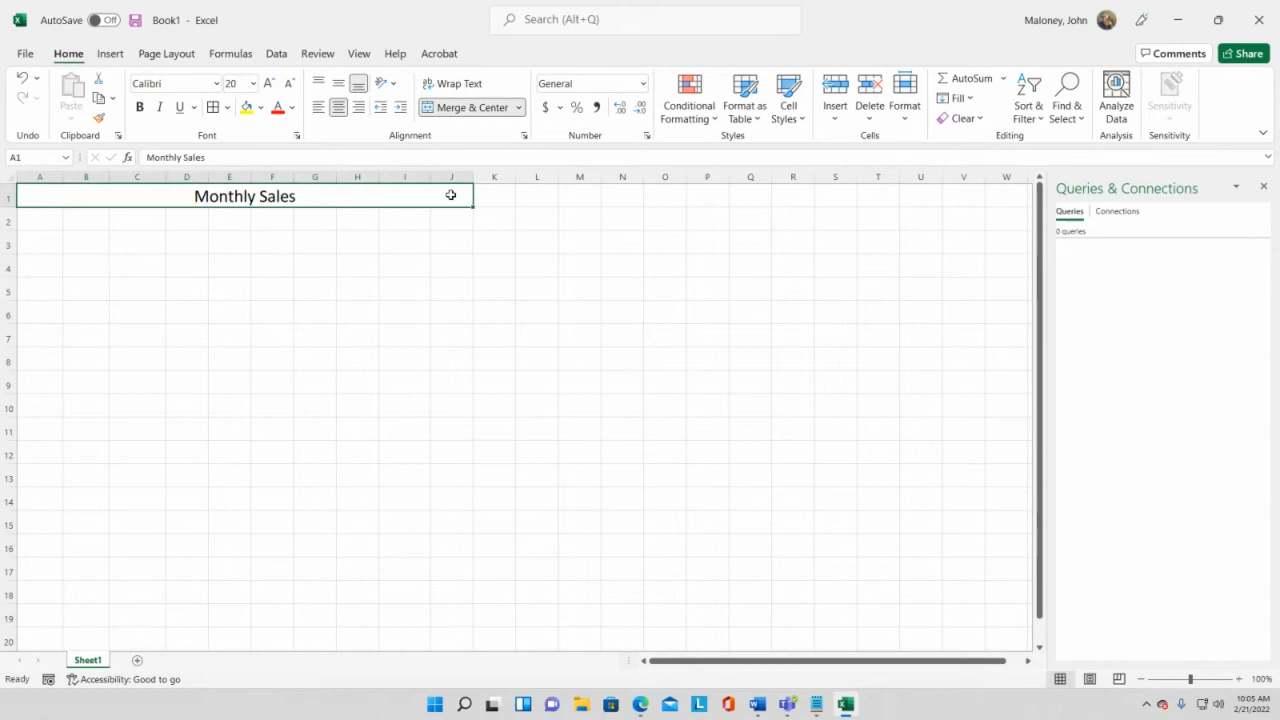 AutoSave Off Book1 - Excel Search (Alt+Q) Maloney, John
File Home Insert Page Layout Formulas Data Review View Help Acrobat Comments Share
Calibri 20 Wrap Text General AutoSum
Paste Merge & Center Conditional Formatting Format as Table Cell Styles Insert Delete Format Fill Sort & Filter Find & Select Analyze Data Sensitivity
Clear
Undo Clipboard Font Alignment Number Styles Cells Editing Analysis Sensitivity
A1 Monthly Sales
A B C D E F G H I J K L M N O P Q R S T U V W
1 Monthly Sales
2
3
4
5
6
7
8
9
10
11
12
13
14
15
16
17
18
19
20
Queries & Connections
Queries Connections
0 queries
Sheet1
Ready Accessibility: Good to go 100%
10:05 AM
2/21/2022